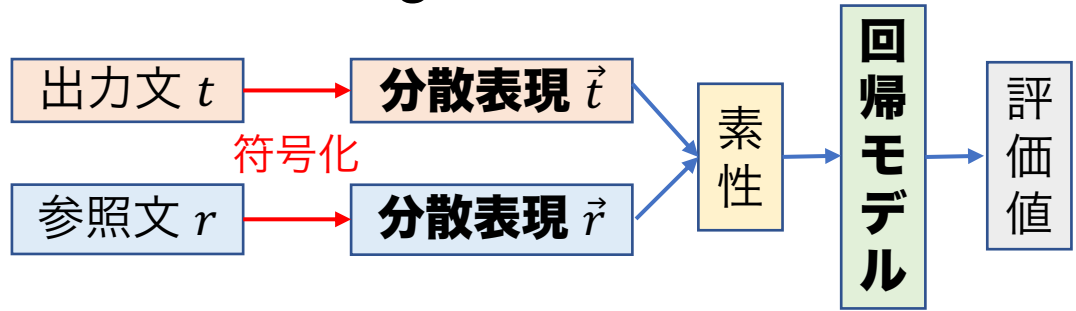 g
出力文 t
分散表現 t⃗
符号化
参照文 r
分散表現 r⃗
素性
回帰モデル
評価値